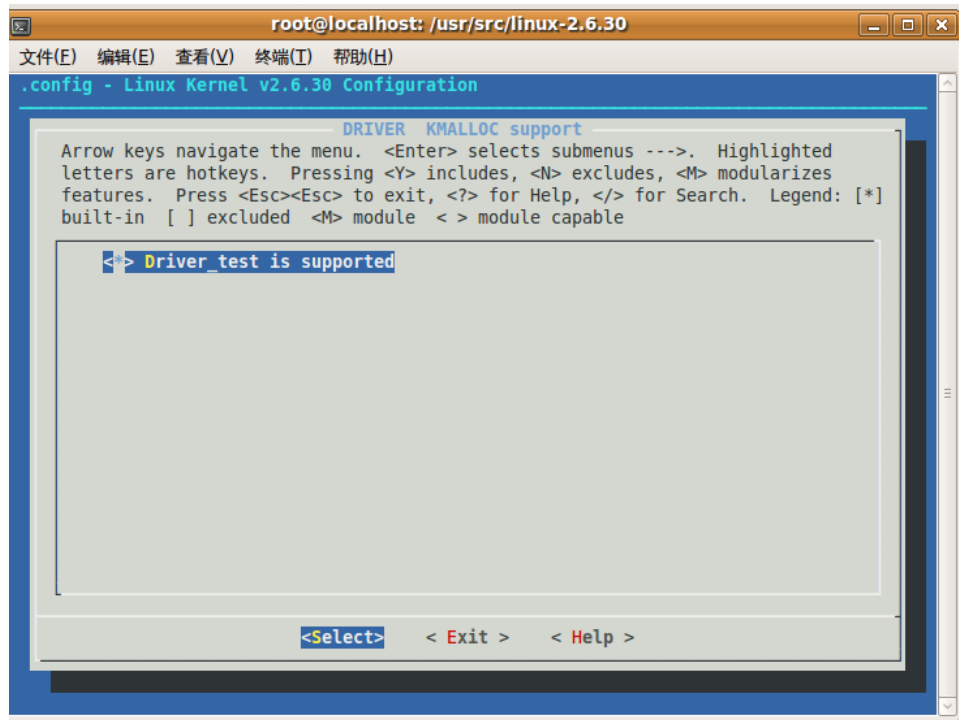 root@localhost: /usr/src/linux-2.6.30
文件(F) 编辑(E) 查看(V) 终端(T) 帮助(H)
.config - Linux Kernel v2.6.30 Configuration
DRIVER KMALLOC support
Arrow keys navigate the menu. <Enter> selects submenus --->. Highlighted
letters are hotkeys. Pressing <Y> includes, <N> excludes, <M> modularizes
features. Press <Esc><Esc> to exit, <?> for Help, </> for Search. Legend: [*]
built-in [ ] excluded <M> module < > module capable
<*> Driver_test is supported
<Select> < Exit > < Help >